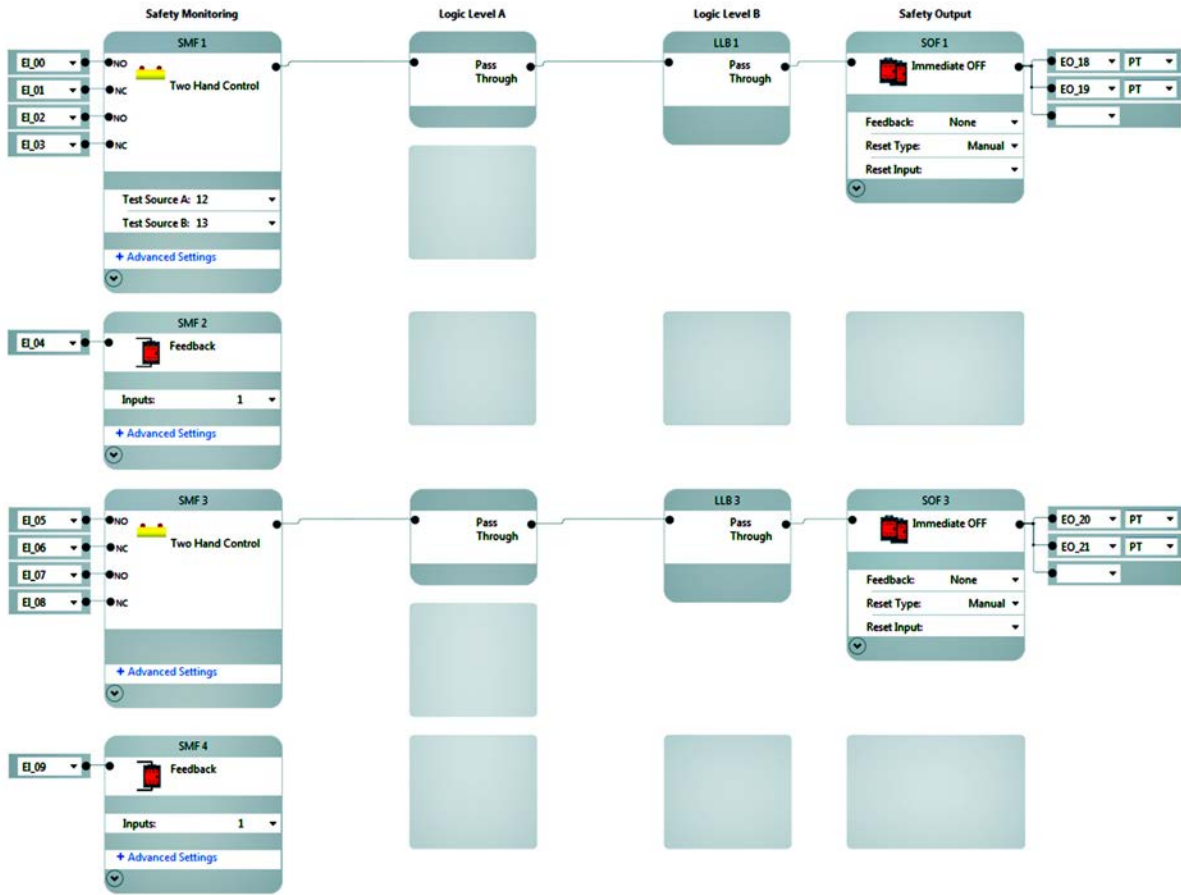 Safety Monitoring
Logic Level A
Logic Level B
Safety Output
SMF 1
EI_00
NO
EI_01
NC
EI_02
NO
EI_03
NC
Two Hand Control
Test Source A: 12
Test Source B: 13
+ Advanced Settings
Pass
Through
LLB 1
Pass
Through
SOF 1
Immediate OFF
Feedback: None
Reset Type: Manual
Reset Input:
EO_18 PT
EO_19 PT
SMF 2
EI_04
Feedback
Inputs: 1
+ Advanced Settings
SMF 3
EI_05
NO
EI_06
NC
EI_07
NO
EI_08
NC
Two Hand Control
+ Advanced Settings
Pass
Through
LLB 3
Pass
Through
SOF 3
Immediate OFF
Feedback: None
Reset Type: Manual
Reset Input:
EO_20 PT
EO_21 PT
SMF 4
EI_09
Feedback
Inputs: 1
+ Advanced Settings